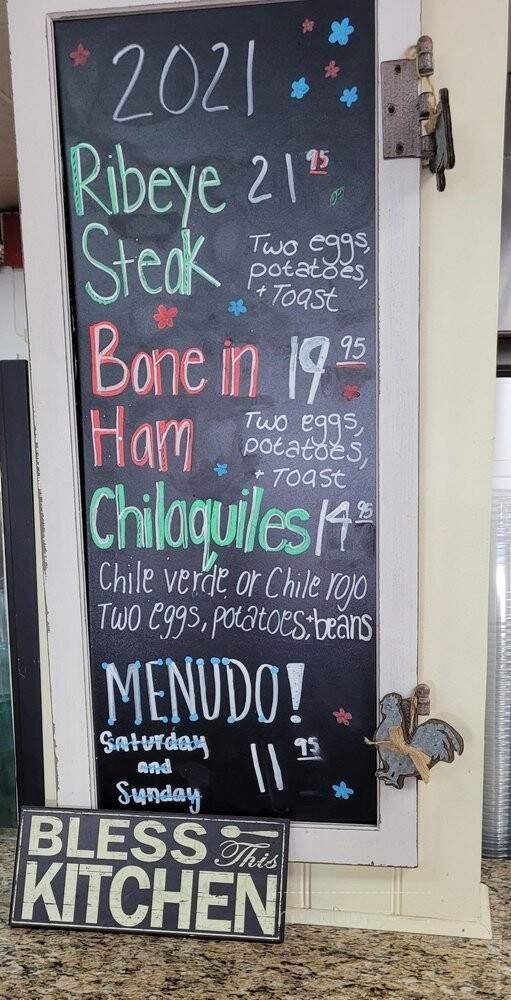 2021
Ribeye 21 95
Steak Two eggs,
potatoes,
+ Toast
Bone in 19 95
Ham Two eggs,
potatoes,
+ Toast
Chilaquiles 14 95
Chile verde or Chile rojo
Two eggs, potatoes, + beans
MENUDO!
Saturday
and
Sunday
11 95
BLESS This
KITCHEN